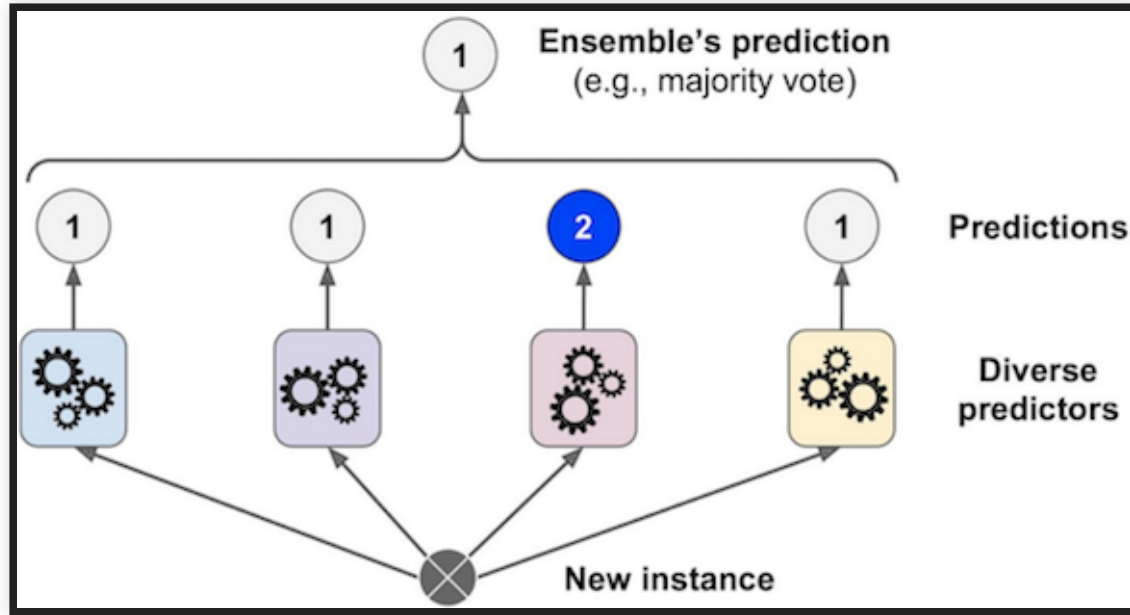 1
Ensemble's prediction
(e.g., majority vote)
1 1 2 1
Predictions
Diverse
predictors
New instance